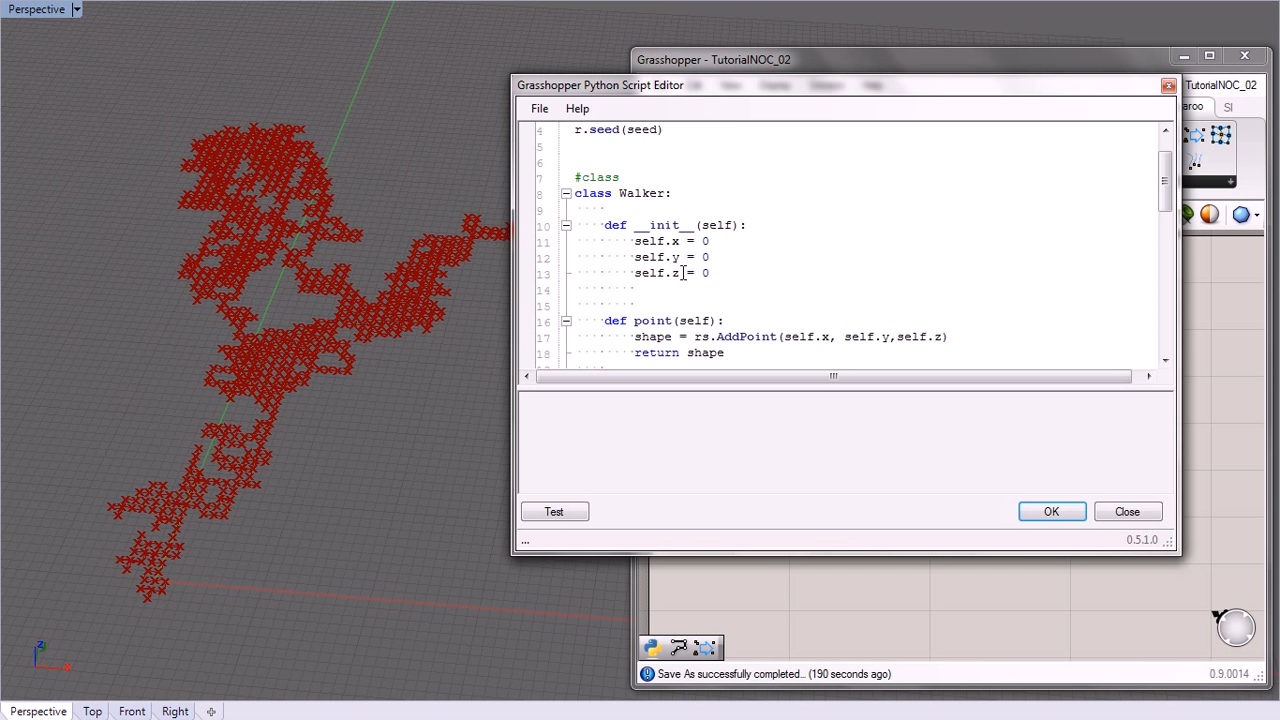 Perspective
Grasshopper - TutorialNOC_02
Grasshopper Python Script Editor
TutorialNOC_02
File Help
aroo SI
4 r.seed(seed)
5
6
7 #class
8 class Walker:
9
10 def __init__(self):
11 self.x = 0
12 self.y = 0
13 self.z = 0
14
15
16 def point(self):
17 shape = rs.AddPoint(self.x, self.y,self.z)
18 return shape
Test OK Close
... 0.5.1.0
Save As successfully completed... (190 seconds ago) 0.9.0014
z
x
Perspective Top Front Right